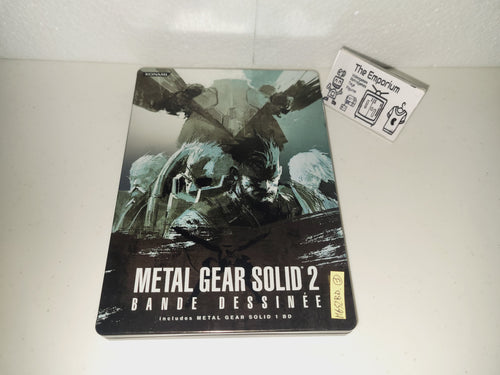 KONAMI
The Emporium
METAL GEAR SOLID 2
BANDE DESSINÉE
includes METAL GEAR SOLID 1 BD